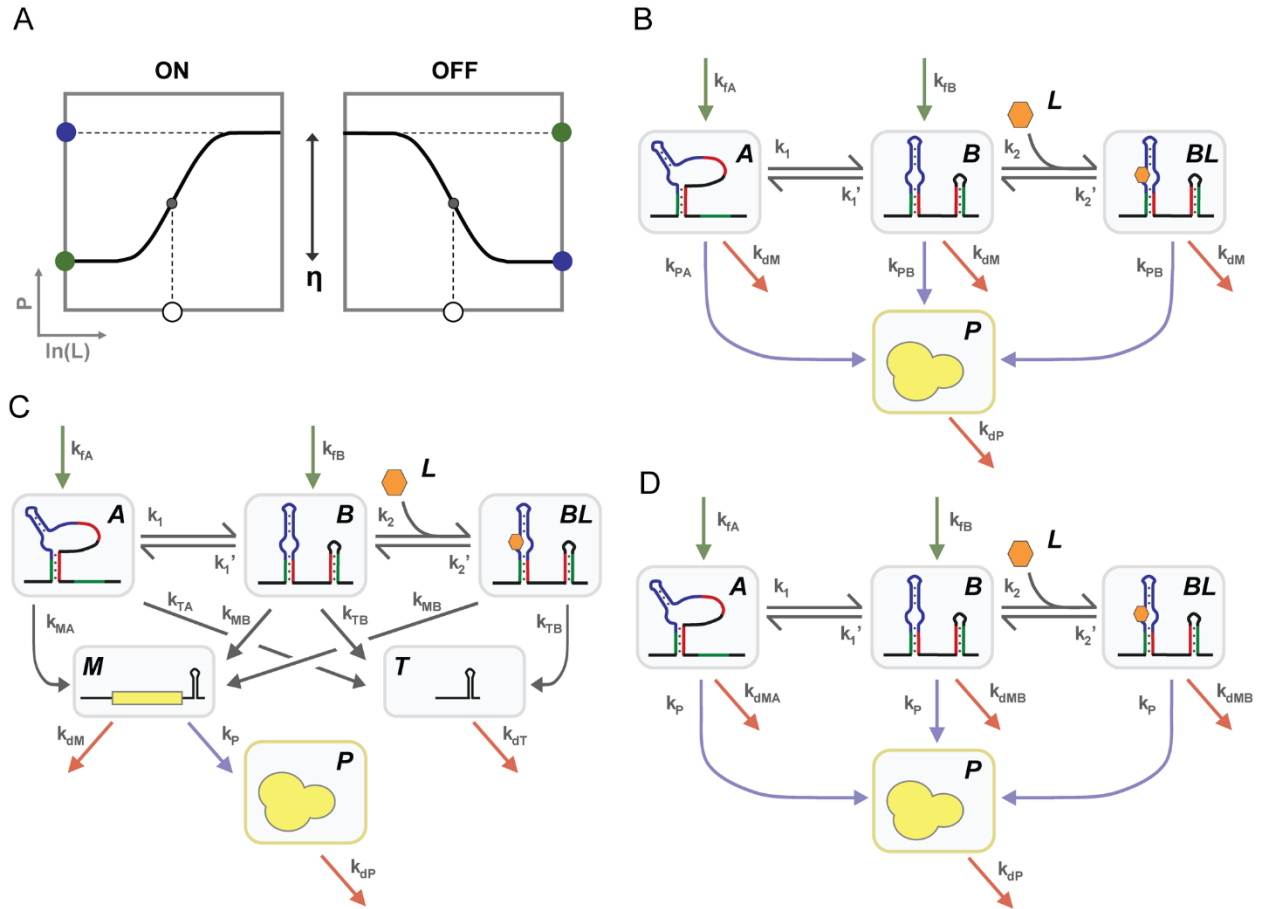 A
ON
OFF
η
P
ln(L)
B
k_fA
k_fB
L
A
k_1
k_1'
B
k_2
k_2'
BL
k_PA
k_dM
k_PB
k_dM
k_PB
k_dM
P
k_dP
C
k_fA
k_fB
L
A
k_1
k_1'
B
k_2
k_2'
BL
k_MA
k_TA
k_MB
k_TB
k_MB
k_TB
M
T
k_dM
k_P
k_dT
P
k_dP
D
k_fA
k_fB
L
A
k_1
k_1'
B
k_2
k_2'
BL
k_P
k_dMA
k_P
k_dMB
k_P
k_dMB
P
k_dP